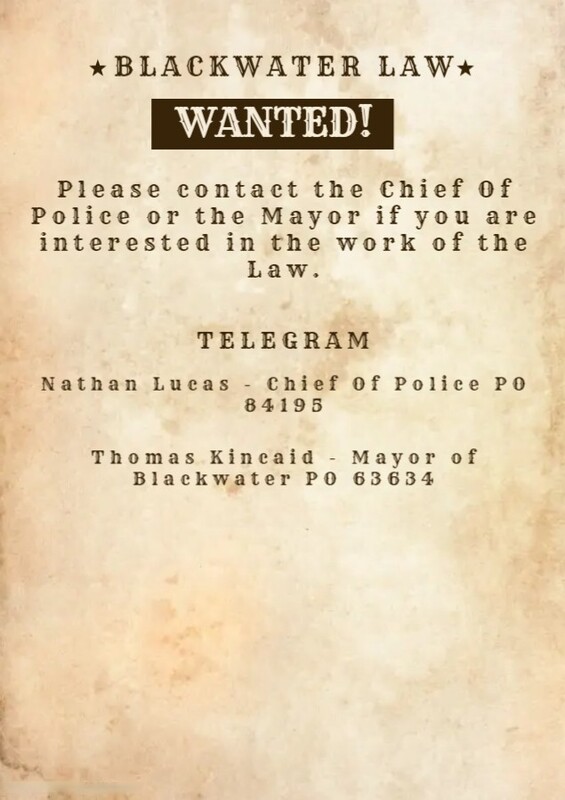 ★BLACKWATER LAW★
WANTED!
Please contact the Chief Of
Police or the Mayor if you are
interested in the work of the
Law.
TELEGRAM
Nathan Lucas - Chief Of Police PO
84195
Thomas Kincaid - Mayor of
Blackwater PO 63634